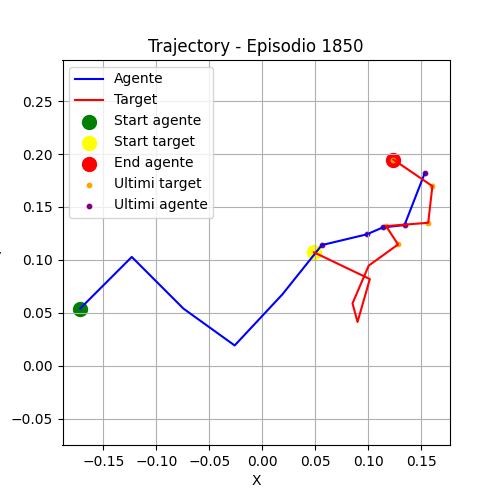 Trajectory - Episodio 1850
Agente
Target
Start agente
Start target
End agente
Ultimi target
Ultimi agente
0.25
0.20
0.15
0.10
0.05
0.00
−0.05
−0.15
−0.10
−0.05
0.00
0.05
0.10
0.15
X